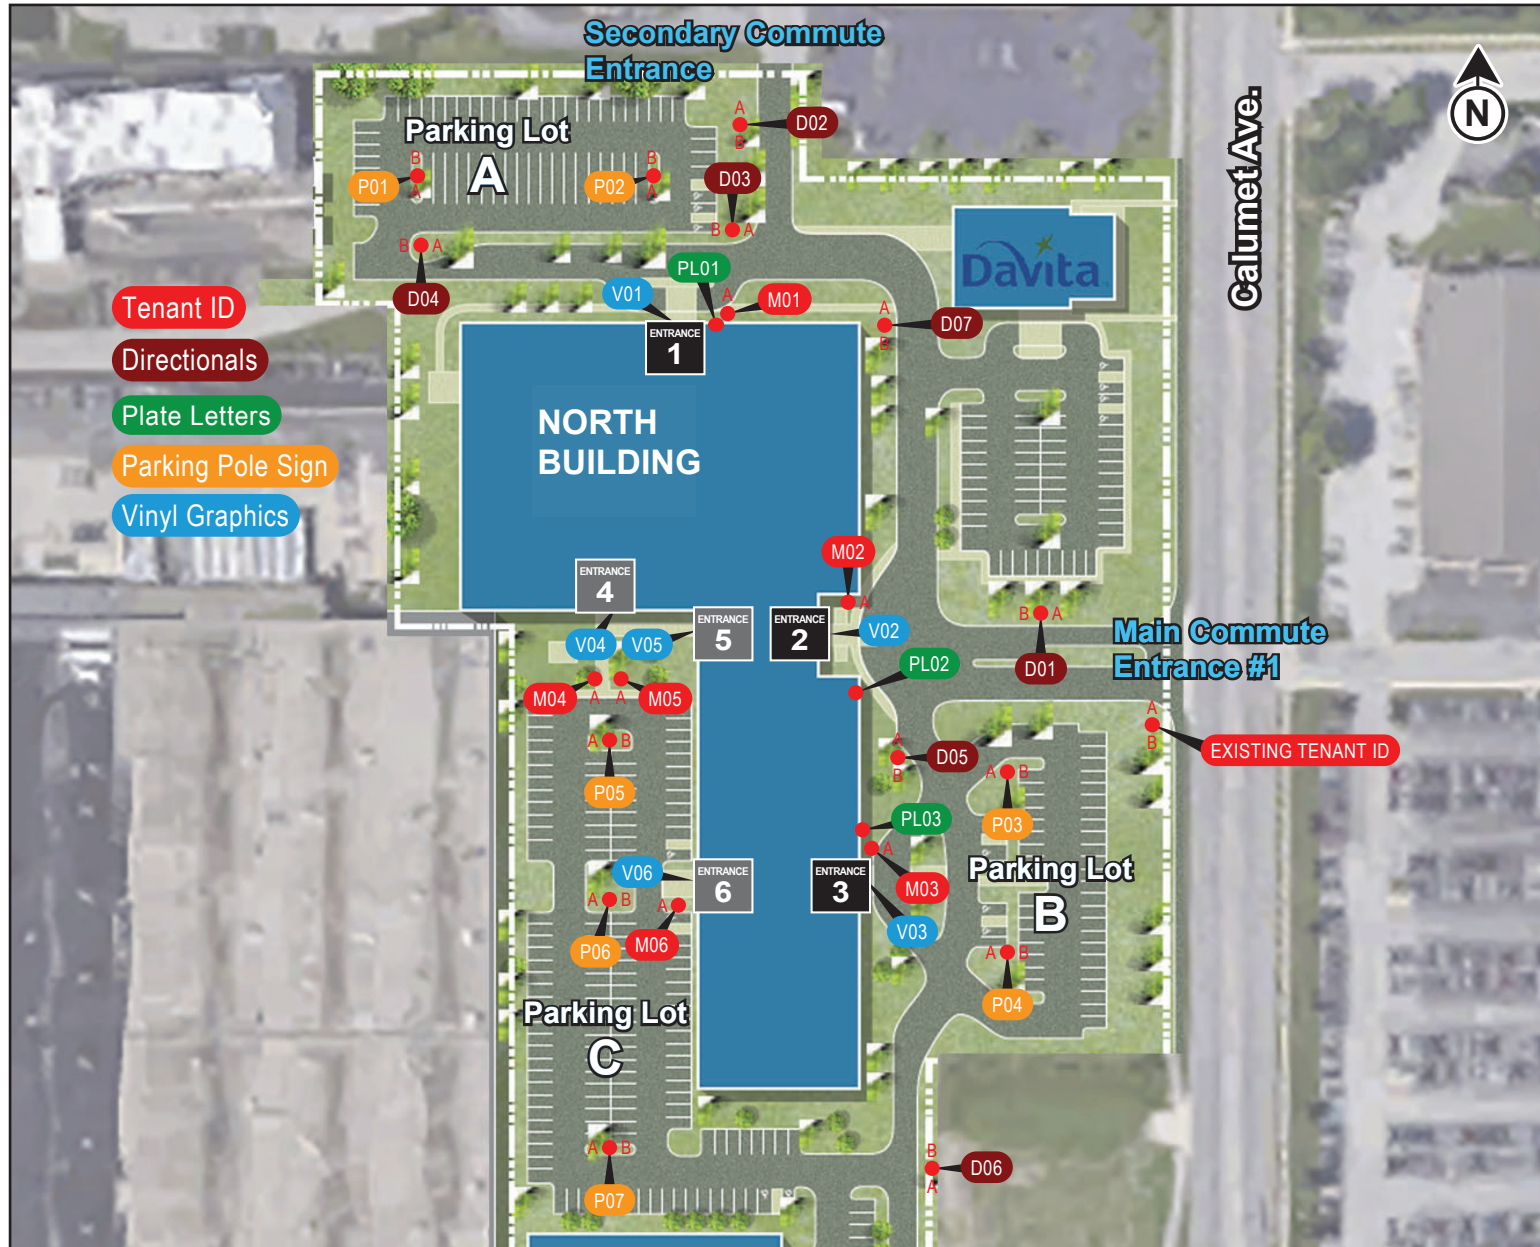 Secondary Commute
Entrance
N
Calumet Ave.
A
D02
B
Parking Lot
A
B
P01
A
B
P02
A
D03
B A
B A
D04
DaVita
PL01
V01
A
M01
ENTRANCE
1
A
D07
B
Tenant ID
Directionals
Plate Letters
Parking Pole Sign
Vinyl Graphics
NORTH
BUILDING
M02
A
ENTRANCE
4
V04
V05
ENTRANCE
5
ENTRANCE
2
V02
B A
D01
Main Commute
Entrance #1
PL02
M04
A
A
M05
A
B
EXISTING TENANT ID
A B
P05
A
D05
B
A B
P03
PL03
A
M03
V06
ENTRANCE
6
ENTRANCE
3
V03
Parking Lot
B
A B
P06
A
M06
A B
P04
Parking Lot
C
A B
P07
B
D06
A